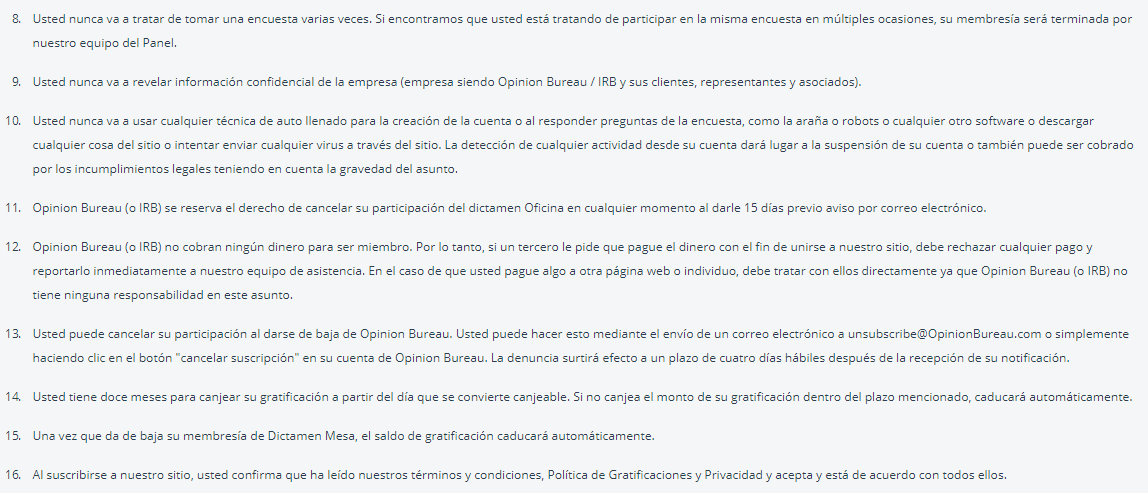 8. Usted nunca va a tratar de tomar una encuesta varias veces. Si encontramos que usted está tratando de participar en la misma encuesta en múltiples ocasiones, su membresía será terminada por
nuestro equipo del Panel.
9. Usted nunca va a revelar información confidencial de la empresa (empresa siendo Opinion Bureau / IRB y sus clientes, representantes y asociados).
10. Usted nunca va a usar cualquier técnica de auto llenado para la creación de la cuenta o al responder preguntas de la encuesta, como la araña o robots o cualquier otro software o descargar
cualquier cosa del sitio o intentar enviar cualquier virus a través del sitio. La detección de cualquier actividad desde su cuenta dará lugar a la suspensión de su cuenta o también puede ser cobrado
por los incumplimientos legales teniendo en cuenta la gravedad del asunto.
11. Opinion Bureau (o IRB) se reserva el derecho de cancelar su participación del dictamen Oficina en cualquier momento al darle 15 días previo aviso por correo electrónico.
12. Opinion Bureau (o IRB) no cobran ningún dinero para ser miembro. Por lo tanto, si un tercero le pide que pague el dinero con el fin de unirse a nuestro sitio, debe rechazar cualquier pago y
reportarlo inmediatamente a nuestro equipo de asistencia. En el caso de que usted pague algo a otra página web o individuo, debe tratar con ellos directamente ya que Opinion Bureau (o IRB) no
tiene ninguna responsabilidad en este asunto.
13. Usted puede cancelar su participación al darse de baja de Opinion Bureau. Usted puede hacer esto mediante el envío de un correo electrónico a unsubscribe@OpinionBureau.com o simplemente
haciendo clic en el botón "cancelar suscripción" en su cuenta de Opinion Bureau. La denuncia surtirá efecto a un plazo de cuatro días hábiles después de la recepción de su notificación.
14. Usted tiene doce meses para canjear su gratificación a partir del día que se convierte canjeable. Si no canjea el monto de su gratificación dentro del plazo mencionado, caducará automáticamente.
15. Una vez que da de baja su membresía de Dictamen Mesa, el saldo de gratificación caducará automáticamente.
16. Al suscribirse a nuestro sitio, usted confirma que ha leído nuestros términos y condiciones, Política de Gratificaciones y Privacidad y acepta y está de acuerdo con todos ellos.